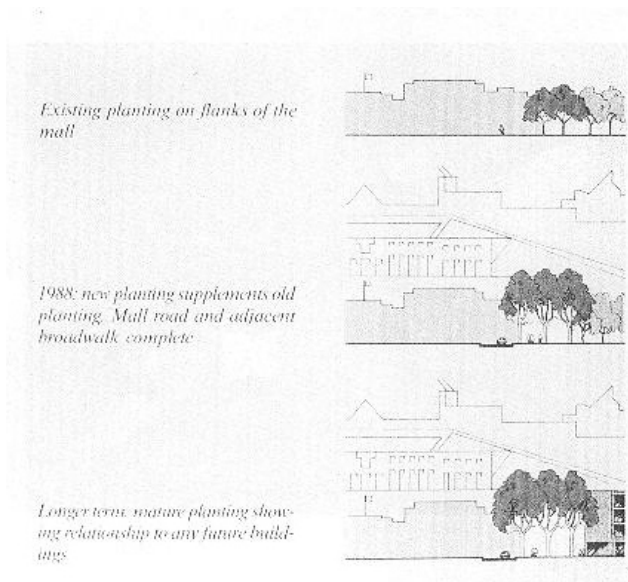 Existing planting on flanks of the
mall
1988: new planting supplements old
planting. Mall road and adjacent
broadwalk complete
Longer term: mature planting show-
ing relationship to any future build-
ings